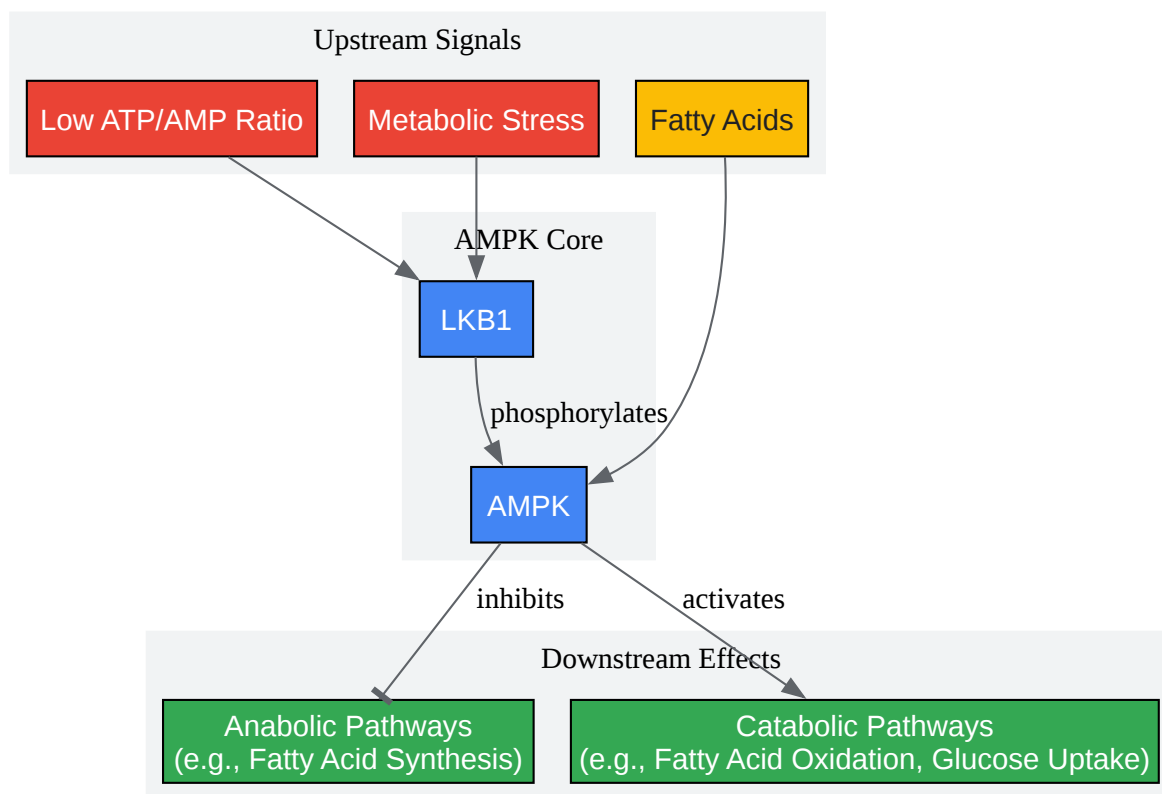 Upstream Signals
Low ATP/AMP Ratio
Metabolic Stress
Fatty Acids
AMPK Core
LKB1
phosphorylates
AMPK
inhibits
activates
Downstream Effects
Anabolic Pathways
(e.g., Fatty Acid Synthesis)
Catabolic Pathways
(e.g., Fatty Acid Oxidation, Glucose Uptake)